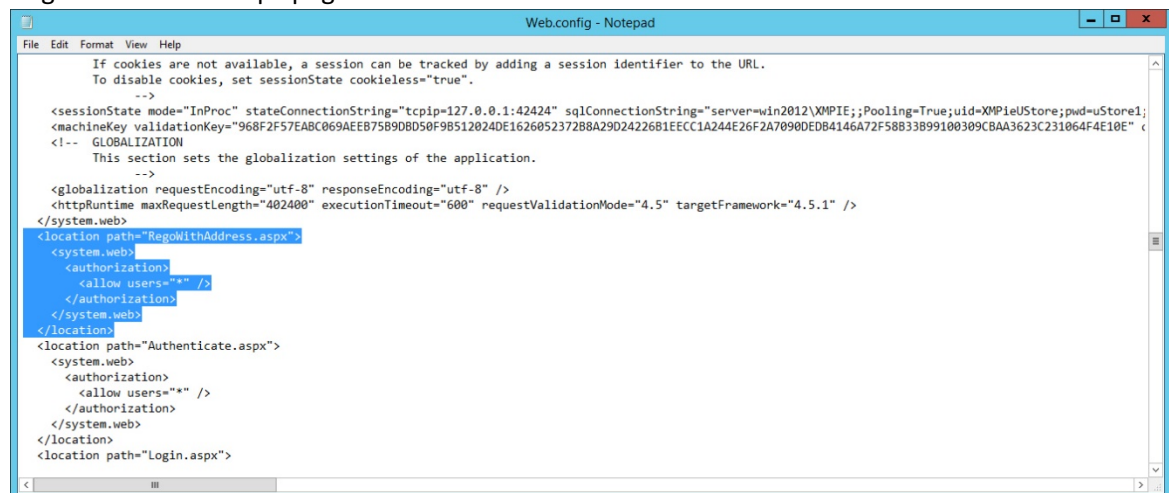 Web.config - Notepad
File Edit Format View Help
If cookies are not available, a session can be tracked by adding a session identifier to the URL.
To disable cookies, set sessionState cookieless="true".
-->
<sessionState mode="InProc" stateConnectionString="tcpip=127.0.0.1:42424" sqlConnectionString="server=win2012\XMPIE;;Pooling=True;uid=XMPieUStore;pwd=uStore1;
<machineKey validationKey="968F2F57EABC069AEEB75B9DBD50F9B512024DE1626052372B8A29D24226B1EECC1A244E26F2A7090DEDB4146A72F58B33B99100309CBAA3623C231064F4E10E"
<!-- GLOBALIZATION
This section sets the globalization settings of the application.
-->
<globalization requestEncoding="utf-8" responseEncoding="utf-8" />
<httpRuntime maxRequestLength="402400" executionTimeout="600" requestValidationMode="4.5" targetFramework="4.5.1" />
</system.web>
<location path="RegoWithAddress.aspx">
<system.web>
<authorization>
<allow users="*" />
</authorization>
</system.web>
</location>
<location path="Authenticate.aspx">
<system.web>
<authorization>
<allow users="*" />
</authorization>
</system.web>
</location>
<location path="Login.aspx">